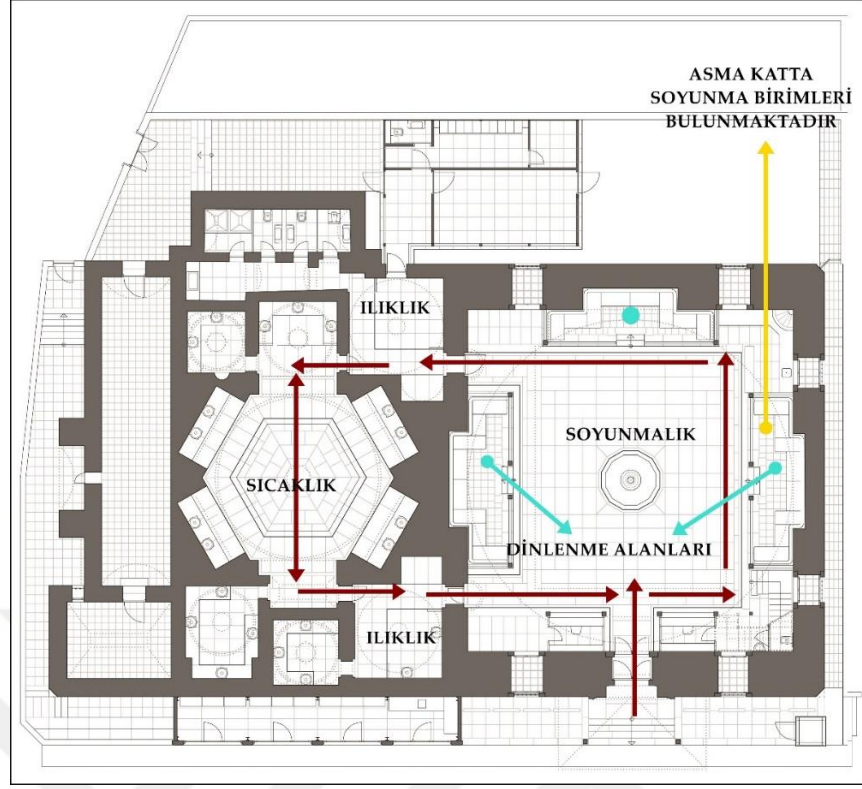 ASMA KATTA
SOYUNMA BİRİMLERİ
BULUNMAKTADIR
ILIKLIK
SOYUNMALIK
SICAKLIK
DİNLENME ALANLARI
ILIKLIK